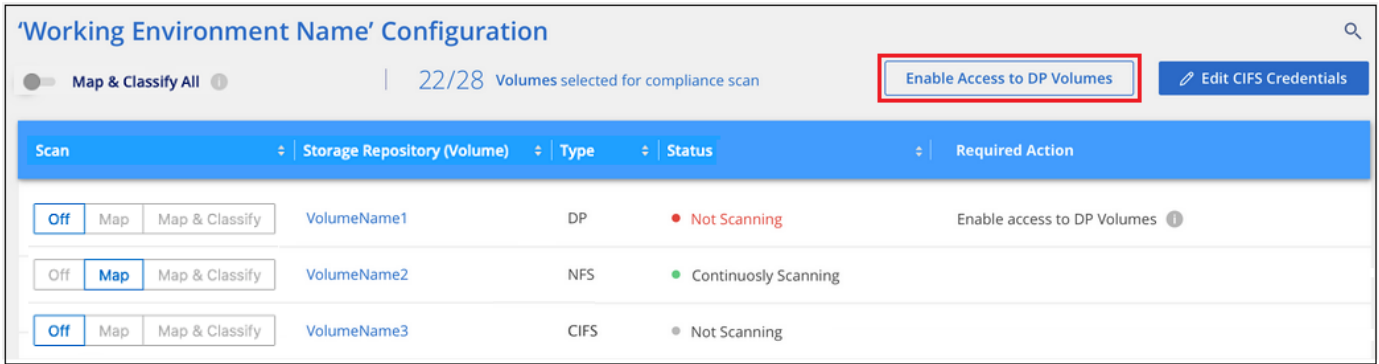 ‘Working Environment Name’ Configuration
Map & Classify All
22/28 Volumes selected for compliance scan
Enable Access to DP Volumes
Edit CIFS Credentials
Scan Storage Repository (Volume) Type Status Required Action
Off Map Map & Classify VolumeName1 DP Not Scanning Enable access to DP Volumes
Off Map Map & Classify VolumeName2 NFS Continuosly Scanning
Off Map Map & Classify VolumeName3 CIFS Not Scanning